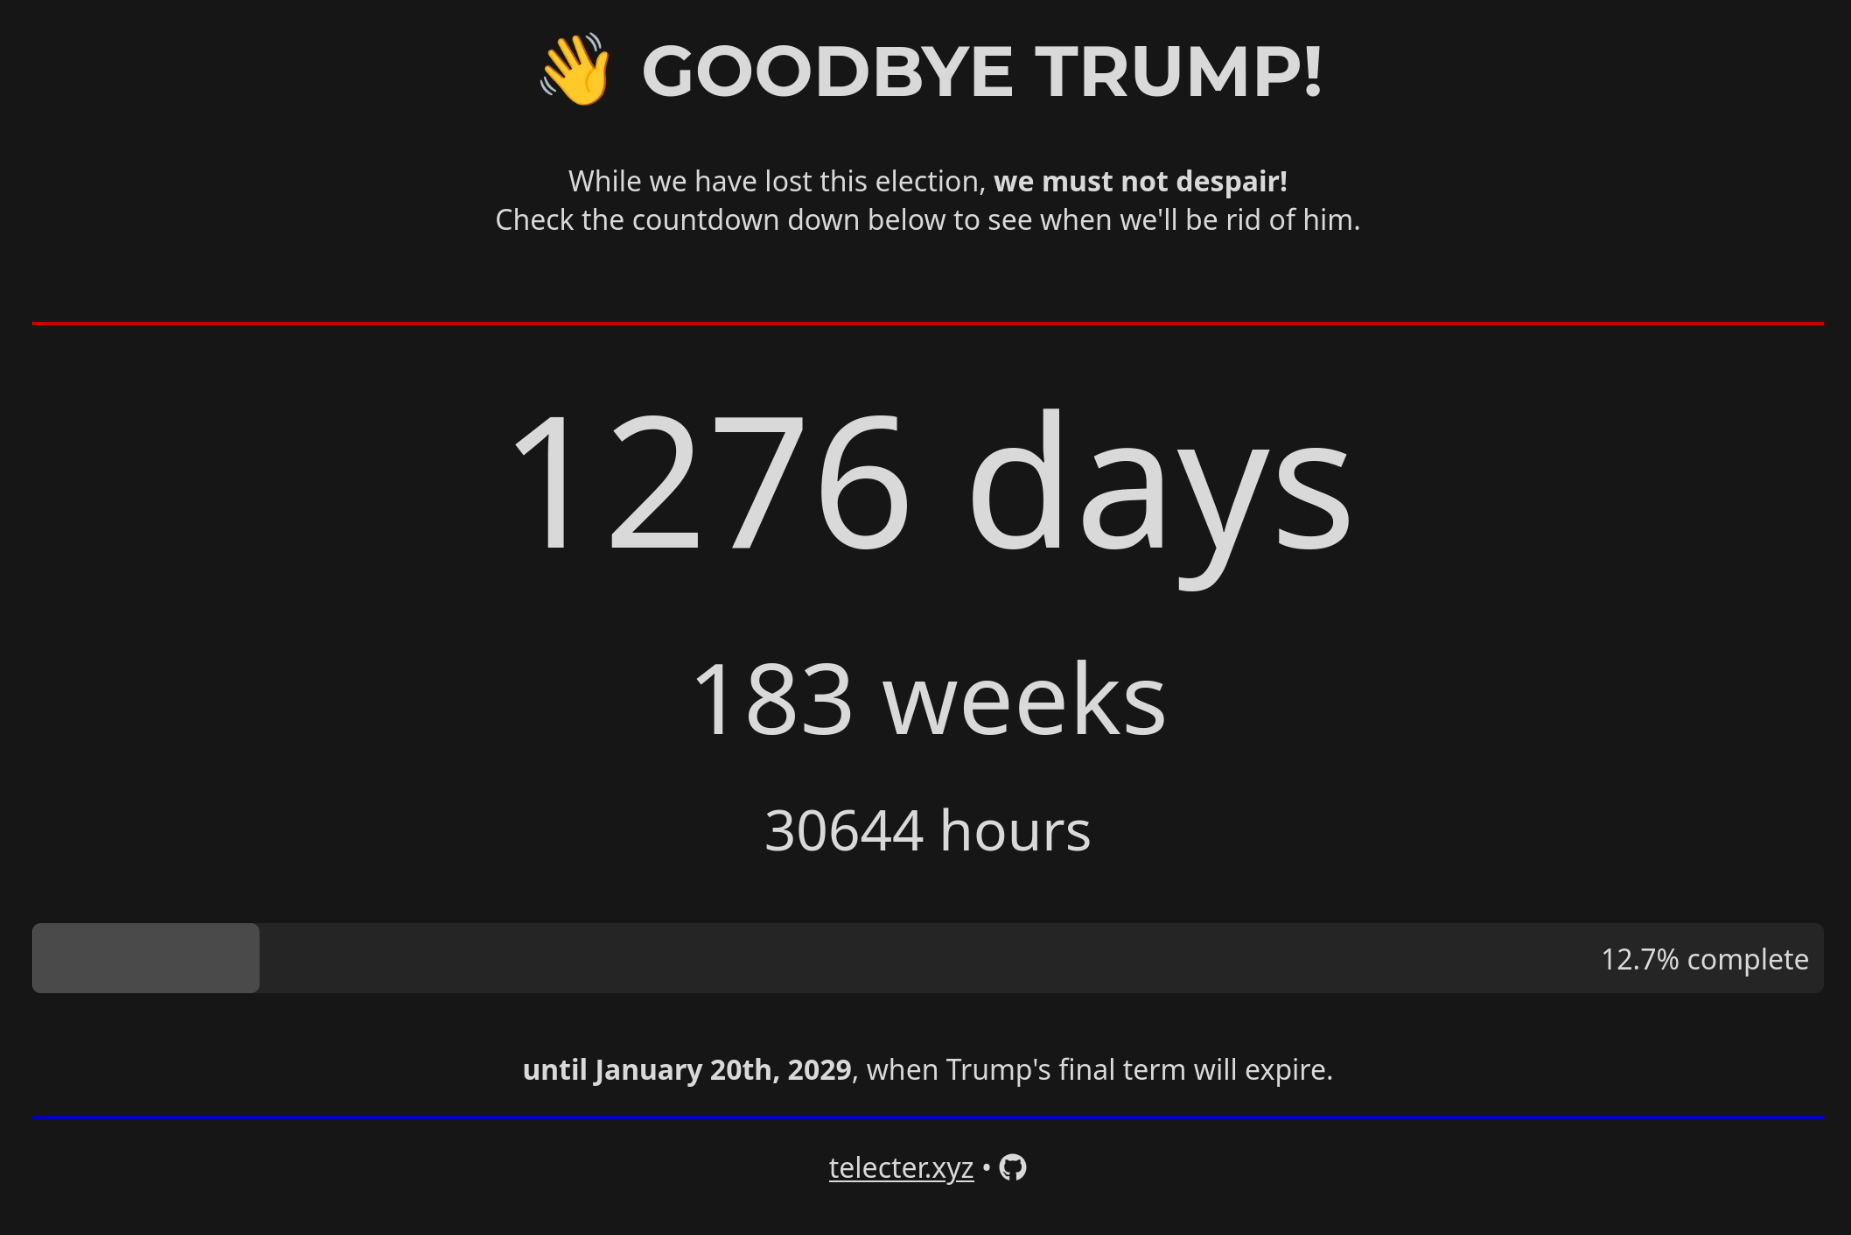 👋 GOODBYE TRUMP!
While we have lost this election, we must not despair!
Check the countdown down below to see when we'll be rid of him.
1276 days
183 weeks
30644 hours
12.7% complete
until January 20th, 2029, when Trump's final term will expire.
telecter.xyz •